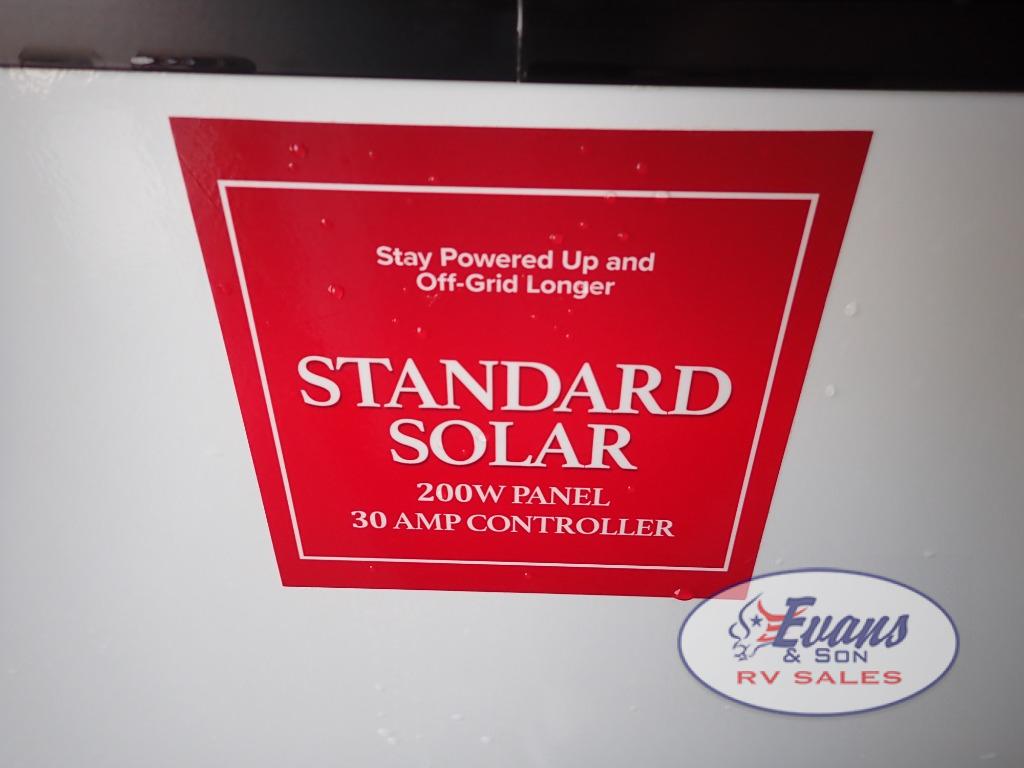 Stay Powered Up and
Off-Grid Longer
STANDARD
SOLAR
200W PANEL
30 AMP CONTROLLER
Evans
& SON
RV SALES